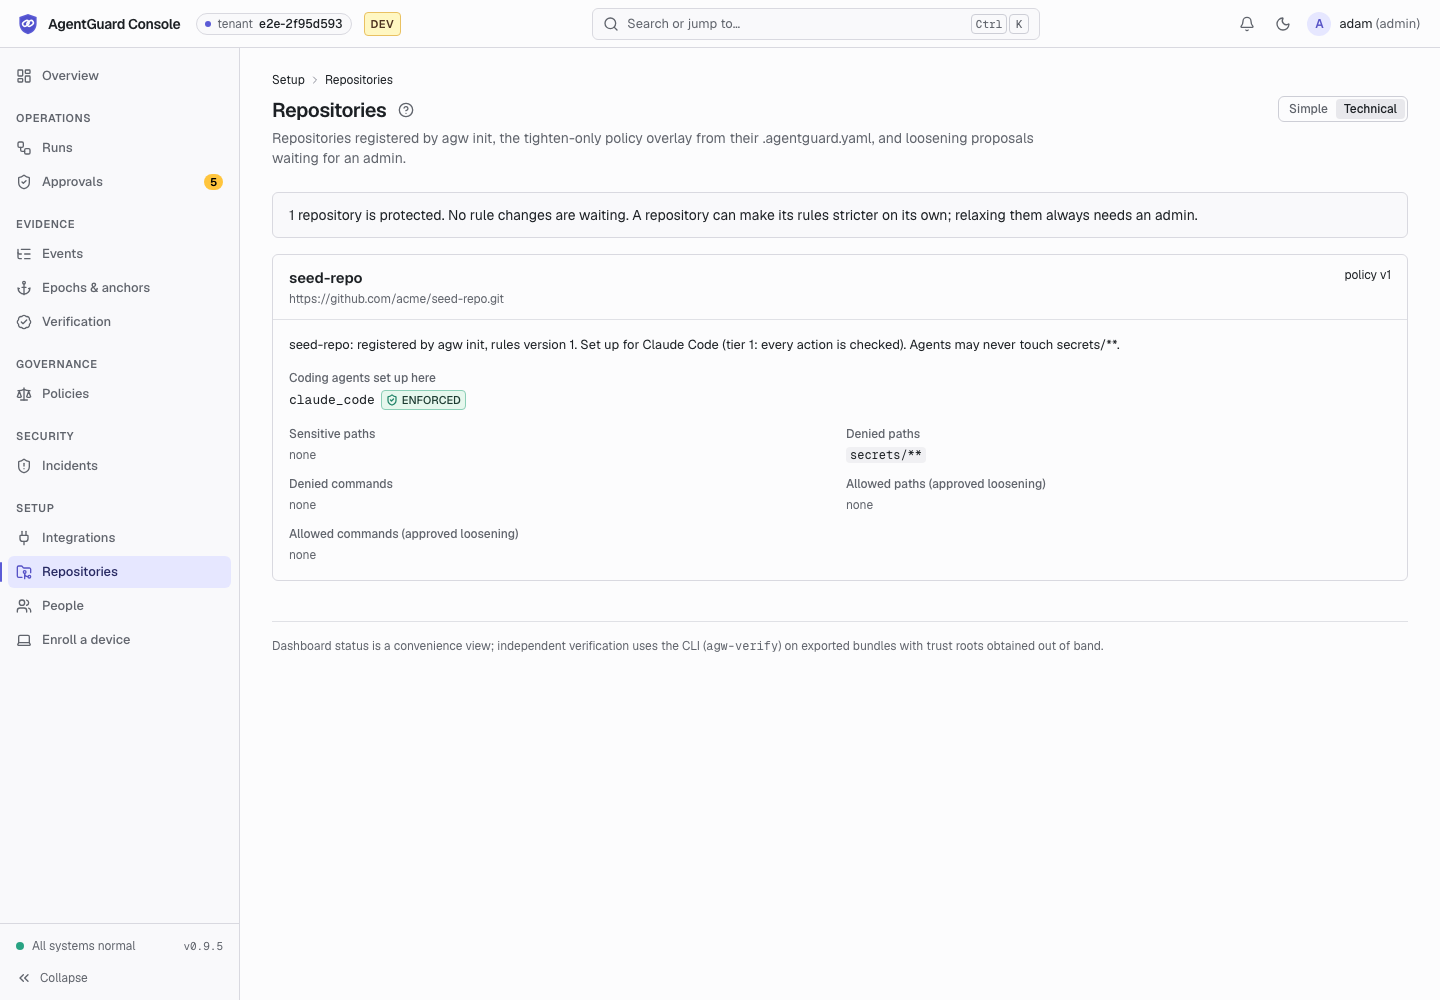 AgentGuard Console
tenant e2e-2f95d593
DEV
Search or jump to...
Ctrl K
A
adam (admin)
Overview
OPERATIONS
Runs
Approvals
5
EVIDENCE
Events
Epochs & anchors
Verification
GOVERNANCE
Policies
SECURITY
Incidents
SETUP
Integrations
Repositories
People
Enroll a device
All systems normal
v0.9.5
Collapse
Setup
Repositories
Repositories
Simple
Technical
Repositories registered by agw init, the tighten-only policy overlay from their .agentguard.yaml, and loosening proposals
waiting for an admin.
1 repository is protected. No rule changes are waiting. A repository can make its rules stricter on its own; relaxing them always needs an admin.
seed-repo
policy v1
https://github.com/acme/seed-repo.git
seed-repo: registered by agw init, rules version 1. Set up for Claude Code (tier 1: every action is checked). Agents may never touch secrets/**.
Coding agents set up here
claude_code
ENFORCED
Sensitive paths
none
Denied paths
secrets/**
Denied commands
none
Allowed paths (approved loosening)
none
Allowed commands (approved loosening)
none
Dashboard status is a convenience view; independent verification uses the CLI (agw-verify) on exported bundles with trust roots obtained out of band.